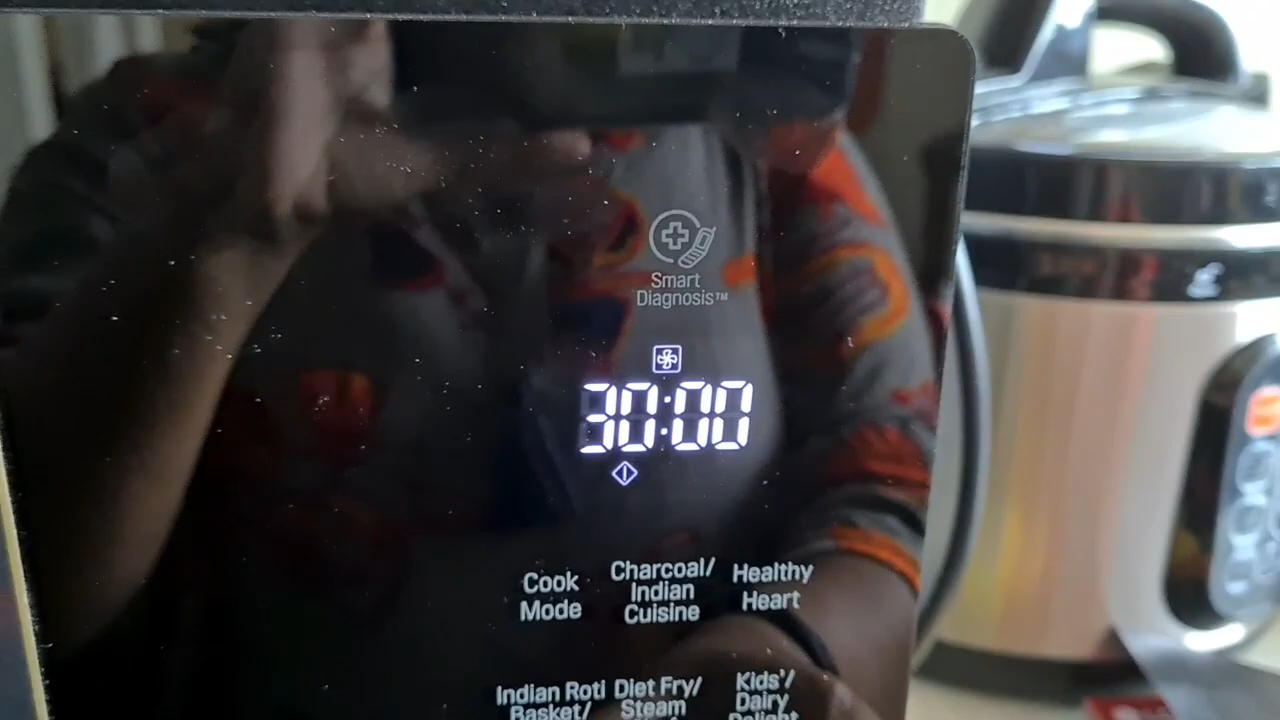 Smart
Diagnosis™
30:00
Cook
Mode
Charcoal/
Indian
Cuisine
Healthy
Heart
Indian Roti
Basket/
Diet Fry/
Steam
Kids'/
Dairy
Delight